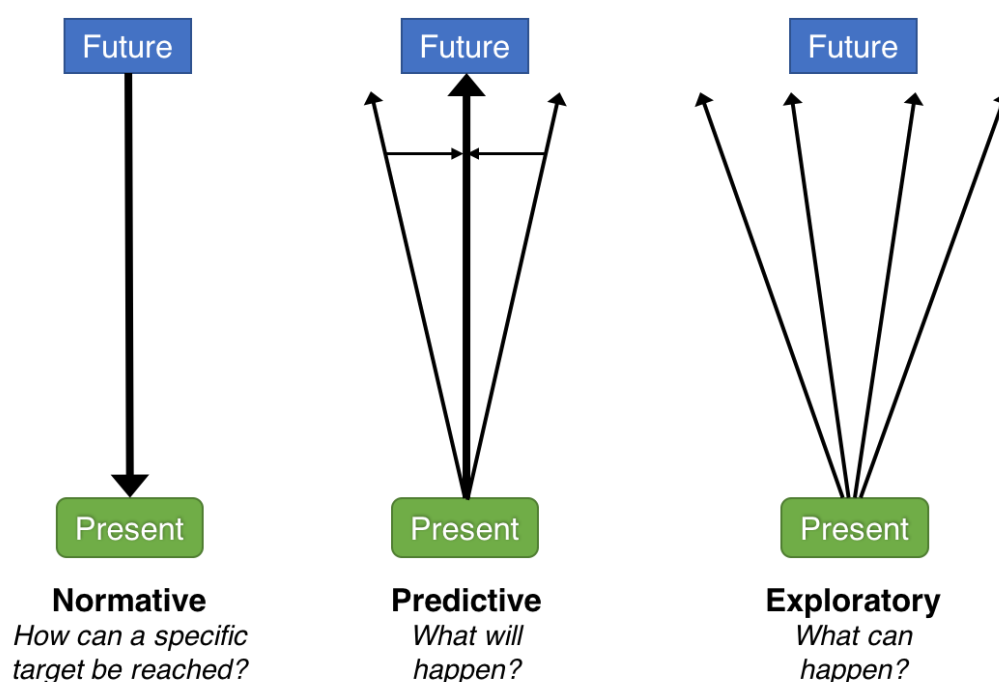 Future
Future
Future
Present
Present
Present
Normative
How can a specific
target be reached?
Predictive
What will
happen?
Exploratory
What can
happen?